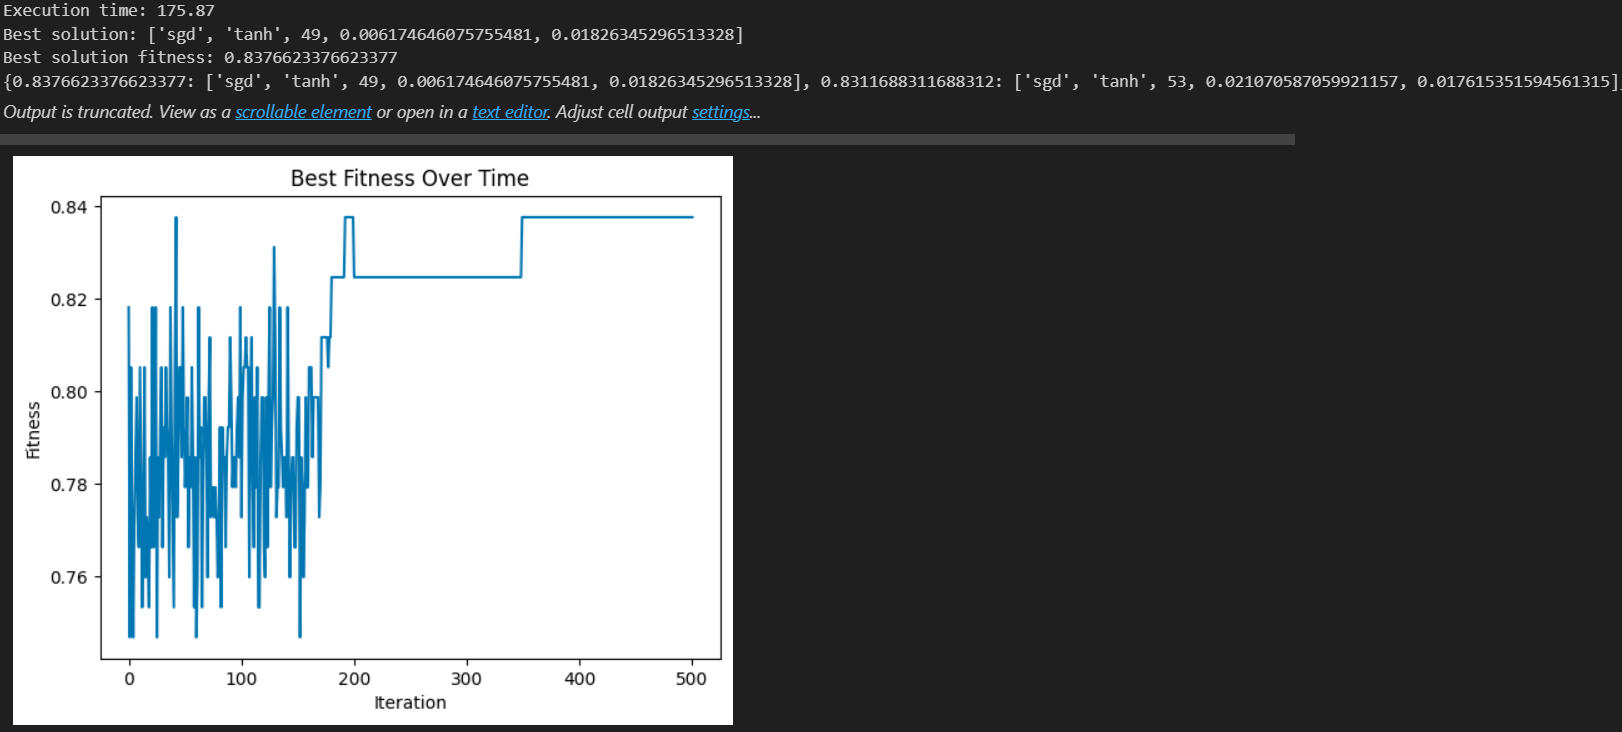 Execution time: 175.87
Best solution: ['sgd', 'tanh', 49, 0.006174646075755481, 0.01826345296513328]
Best solution fitness: 0.8376623376623377
{0.8376623376623377: ['sgd', 'tanh', 49, 0.006174646075755481, 0.01826345296513328], 0.8311688311688312: ['sgd', 'tanh', 53, 0.021070587059921157, 0.017615351594561315],
Output is truncated. View as a scrollable element or open in a text editor. Adjust cell output settings...
Best Fitness Over Time
0.84
0.82
0.80
0.78
0.76
Fitness
0 100 200 300 400 500
Iteration